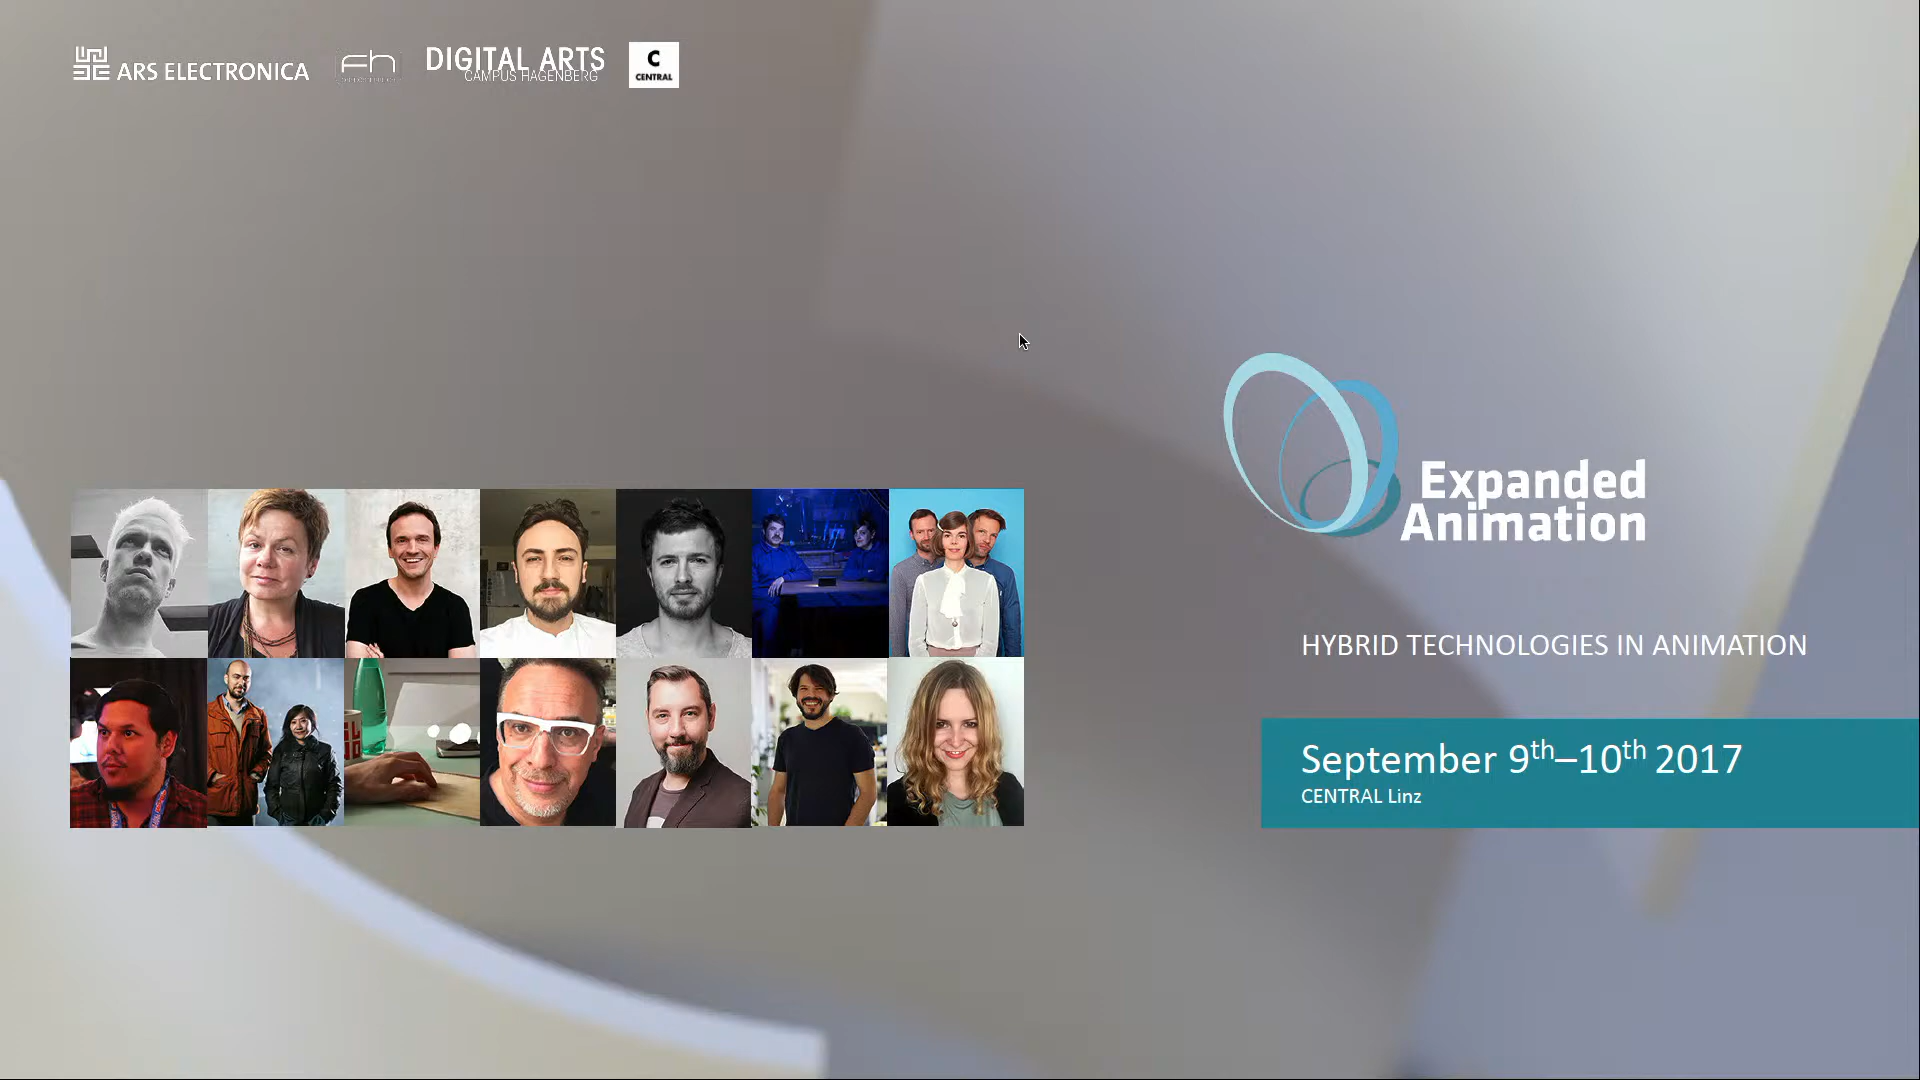 ARS ELECTRONICA
fh
DIGITAL ARTS
CAMPUS HAGENBERG
C
CENTRAL
Expanded
Animation
HYBRID TECHNOLOGIES IN ANIMATION
September 9th–10th 2017
CENTRAL Linz